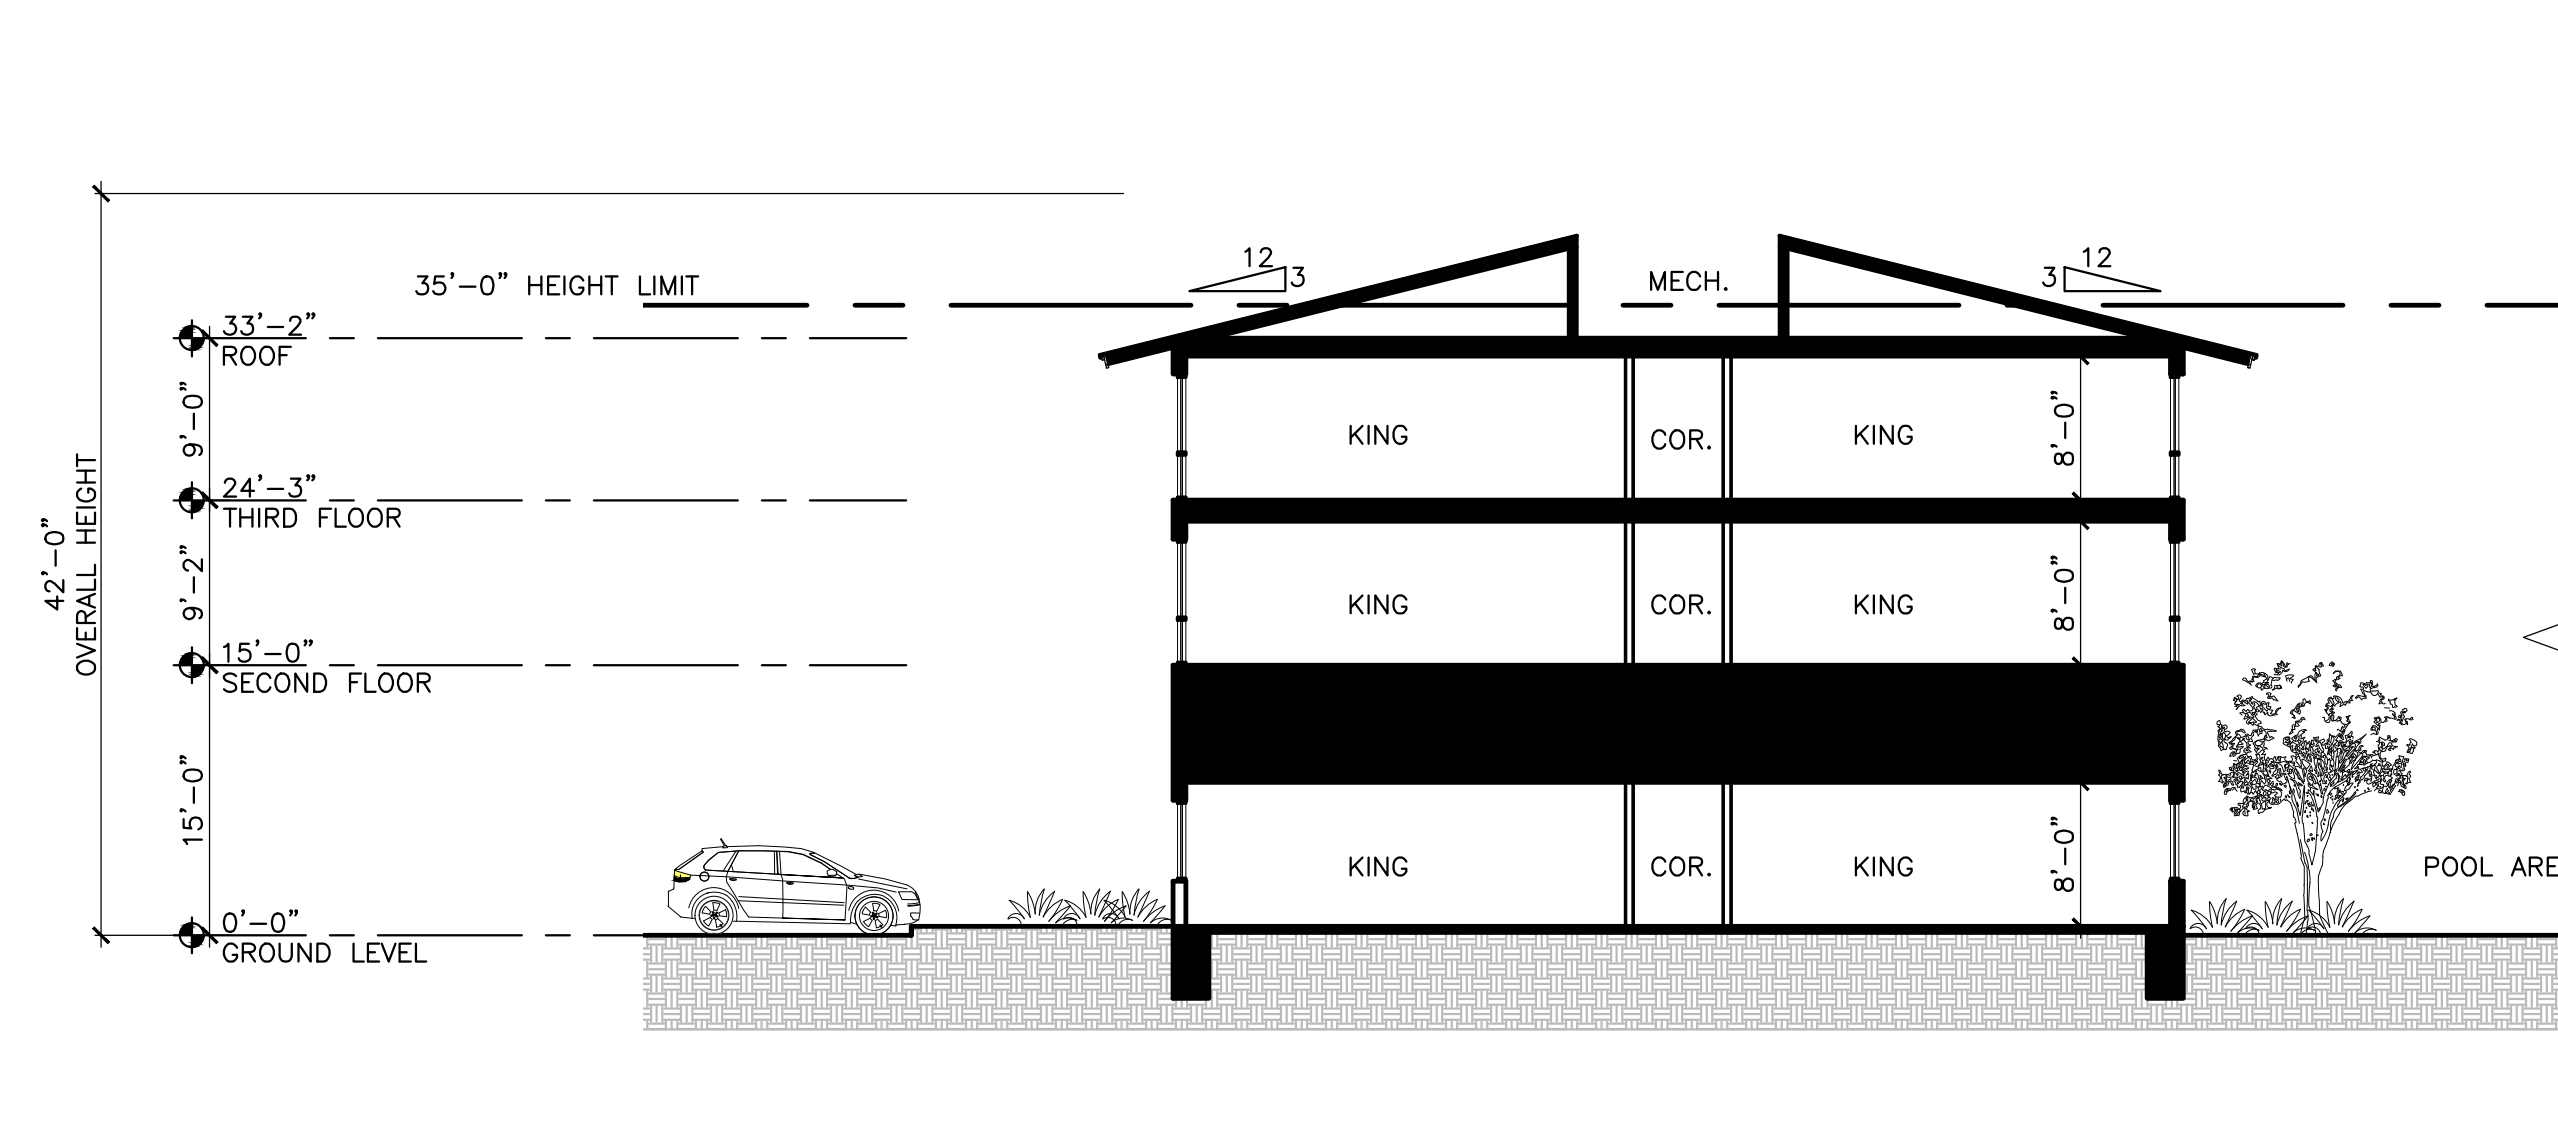 12
3
MECH.
3
12
35'-0" HEIGHT LIMIT
33'-2"
ROOF
9'-0"
24'-3"
THIRD FLOOR
42'-0"
OVERALL HEIGHT
9'-2"
15'-0"
SECOND FLOOR
15'-0"
0'-0"
GROUND LEVEL
KING
COR.
KING
8'-0"
KING
COR.
KING
8'-0"
KING
COR.
KING
8'-0"
POOL ARE